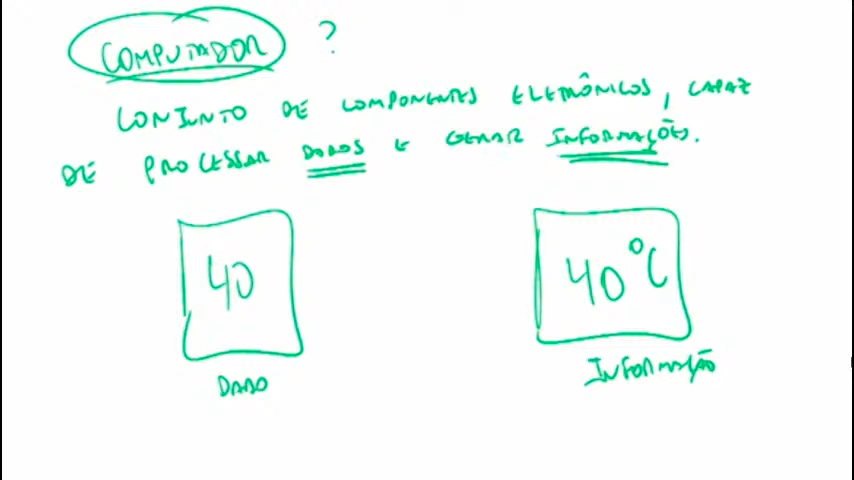 COMPUTADOR ?
CONJUNTO DE COMPONENTES ELETRÔNICOS, CAPAZ
DE PROCESSAR DADOS E GERAR INFORMAÇÕES.
40 40°C
DADO INFORMAÇÃO